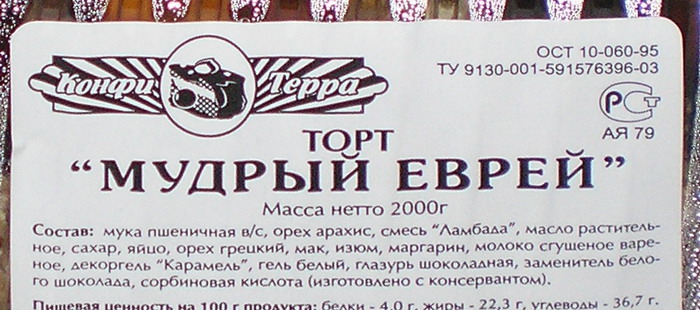 Конфи Терра
ОСТ 10-060-95
ТУ 9130-001-591576396-03
РСТ
АЯ 79
ТОРТ
“МУДРЫЙ ЕВРЕЙ”
Масса нетто 2000г
Состав: мука пшеничная в/с, орех арахис, смесь “Ламбада”, масло раститель-
ное, сахар, яйцо, орех грецкий, мак, изюм, маргарин, молоко сгушеное варе-
ное, декоргель “Карамель”, гель белый, глазурь шоколадная, заменитель бело-
го шоколада, сорбиновая кислота (изготовлено с консервантом).
Пищевая ценность на 100 г продукта: белки - 4,0 г, жиры - 22,3 г, углеводы - 36,7 г.